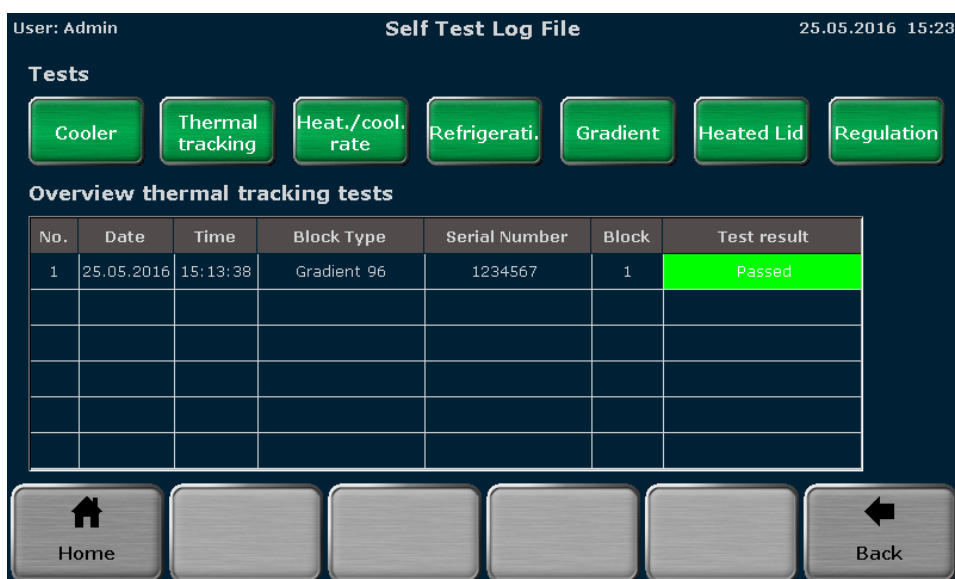 User: Admin Self Test Log File 25.05.2016 15:23
Tests
Cooler
Thermal
tracking
Heat./cool.
rate
Refrigerati.
Gradient
Heated Lid
Regulation
Overview thermal tracking tests
No. Date Time Block Type Serial Number Block Test result
1 25.05.2016 15:13:38 Gradient 96 1234567 1 Passed
Home
Back